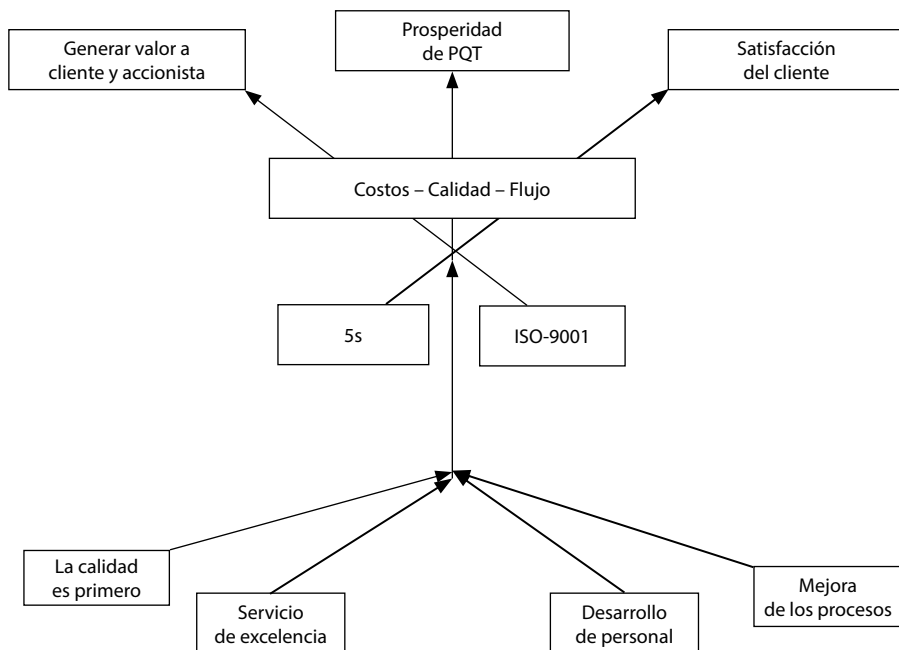 Prosperidad
de PQT
Generar valor a
cliente y accionista
Satisfacción
del cliente
Costos – Calidad – Flujo
5s
ISO-9001
La calidad
es primero
Servicio
de excelencia
Desarrollo
de personal
Mejora
de los procesos